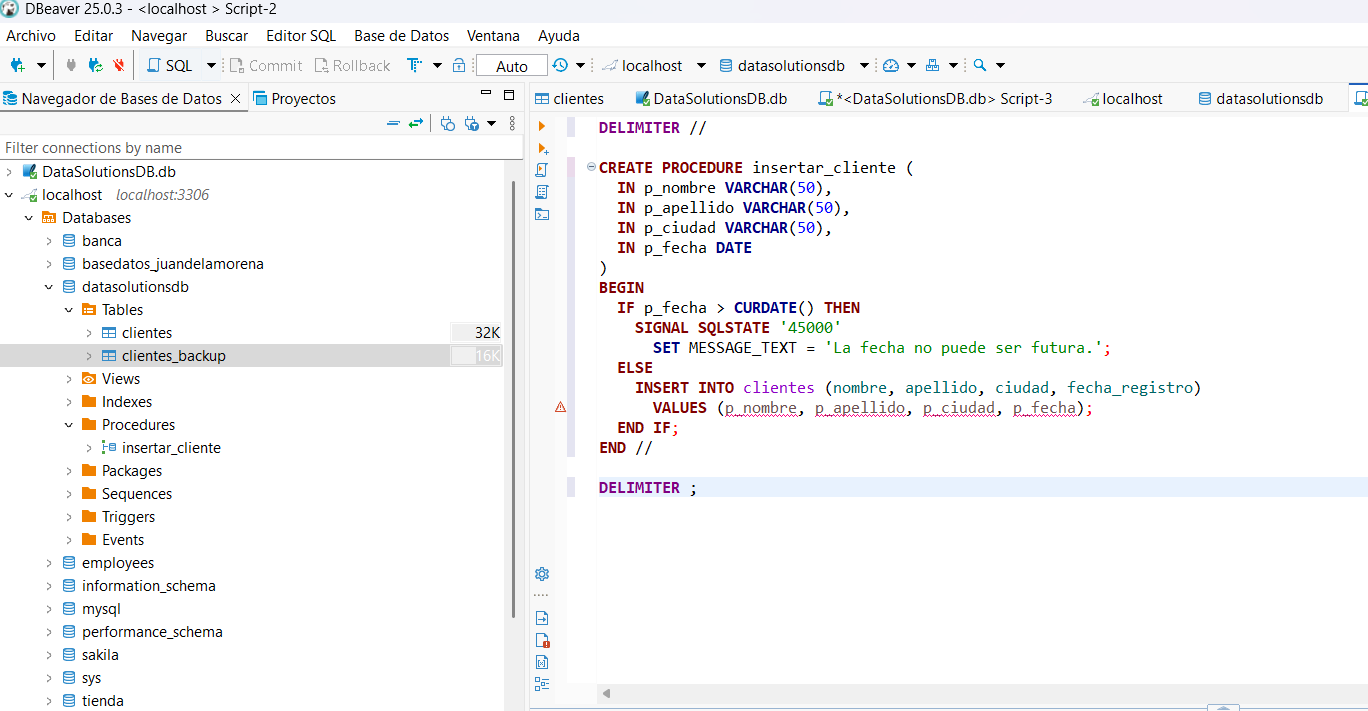 DBeaver 25.0.3 - <localhost > Script-2
Archivo Editar Navegar Buscar Editor SQL Base de Datos Ventana Ayuda
SQL Commit Rollback Auto localhost datasolutionsdb
Navegador de Bases de Datos Proyectos
Filter connections by name
DataSolutionsDB.db
localhost localhost:3306
Databases
banca
basedatos_juandelamorena
datasolutionsdb
Tables
clientes 32K
clientes_backup 16K
Views
Indexes
Procedures
insertar_cliente
Packages
Sequences
Triggers
Events
employees
information_schema
mysql
performance_schema
sakila
sys
tienda
clientes DataSolutionsDB.db *<DataSolutionsDB.db> Script-3 localhost datasolutionsdb
DELIMITER //
CREATE PROCEDURE insertar_cliente (
IN p_nombre VARCHAR(50),
IN p_apellido VARCHAR(50),
IN p_ciudad VARCHAR(50),
IN p_fecha DATE
)
BEGIN
IF p_fecha > CURDATE() THEN
SIGNAL SQLSTATE '45000'
SET MESSAGE_TEXT = 'La fecha no puede ser futura.';
ELSE
INSERT INTO clientes (nombre, apellido, ciudad, fecha_registro)
VALUES (p_nombre, p_apellido, p_ciudad, p_fecha);
END IF;
END //
DELIMITER ;